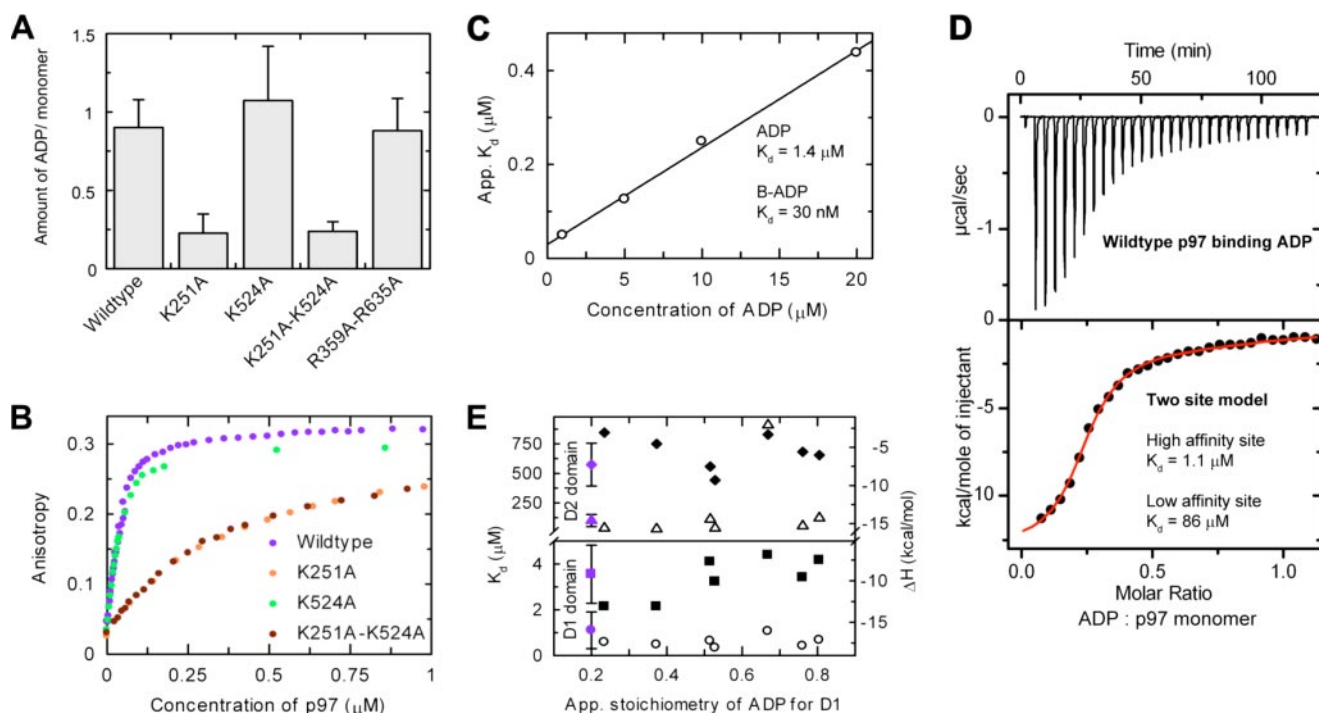 A
Amount of ADP/ monomer
1.5
1
0.5
0
Wildtype
K251A
K524A
K251A-K524A
R359A-R635A
B
Anisotropy
0.3
0.2
0.1
0
Wildtype
K251A
K524A
K251A-K524A
0
0.25
0.5
0.75
1
Concentration of p97 (μM)
C
App. Kd (μM)
0.4
0.2
0
ADP
Kd = 1.4 μM
B-ADP
Kd = 30 nM
0
5
10
15
20
Concentration of ADP (μM)
D
Time (min)
0
50
100
μcal/sec
0
-1
0
Wildtype p97 binding ADP
kcal/mole of injectant
-5
10
Two site model
High affinity site
Kd = 1.1 μM
Low affinity site
Kd = 86 μM
0.0
0.5
1.0
Molar Ratio
ADP : p97 monomer
E
Kd (μM)
750
500
250
0
4
2
0
D2 domain
D1 domain
-5
-10
-15
-10
-15
ΔH (kcal/mol)
0.2
0.4
0.6
0.8
App. stoichiometry of ADP for D1